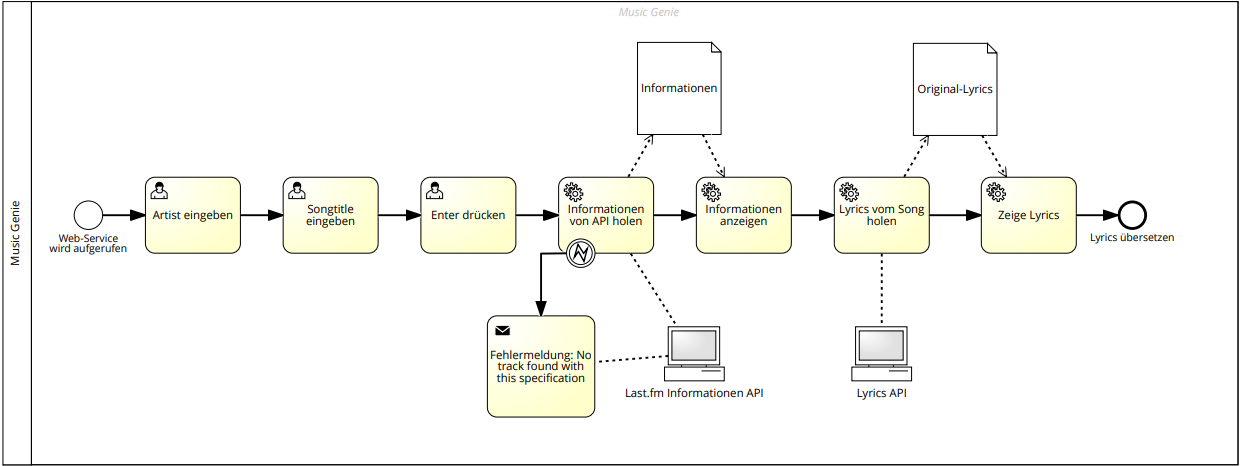 Music Genie
Music Genie
Informationen
Original-Lyrics
Web-Service
wird aufgerufen
Artist eingeben
Songtitle
eingeben
Enter drücken
Informationen
von API holen
Informationen
anzeigen
Lyrics vom Song
holen
Zeige Lyrics
Lyrics übersetzen
Fehlermeldung: No
track found with
this specification
Last.fm Informationen API
Lyrics API